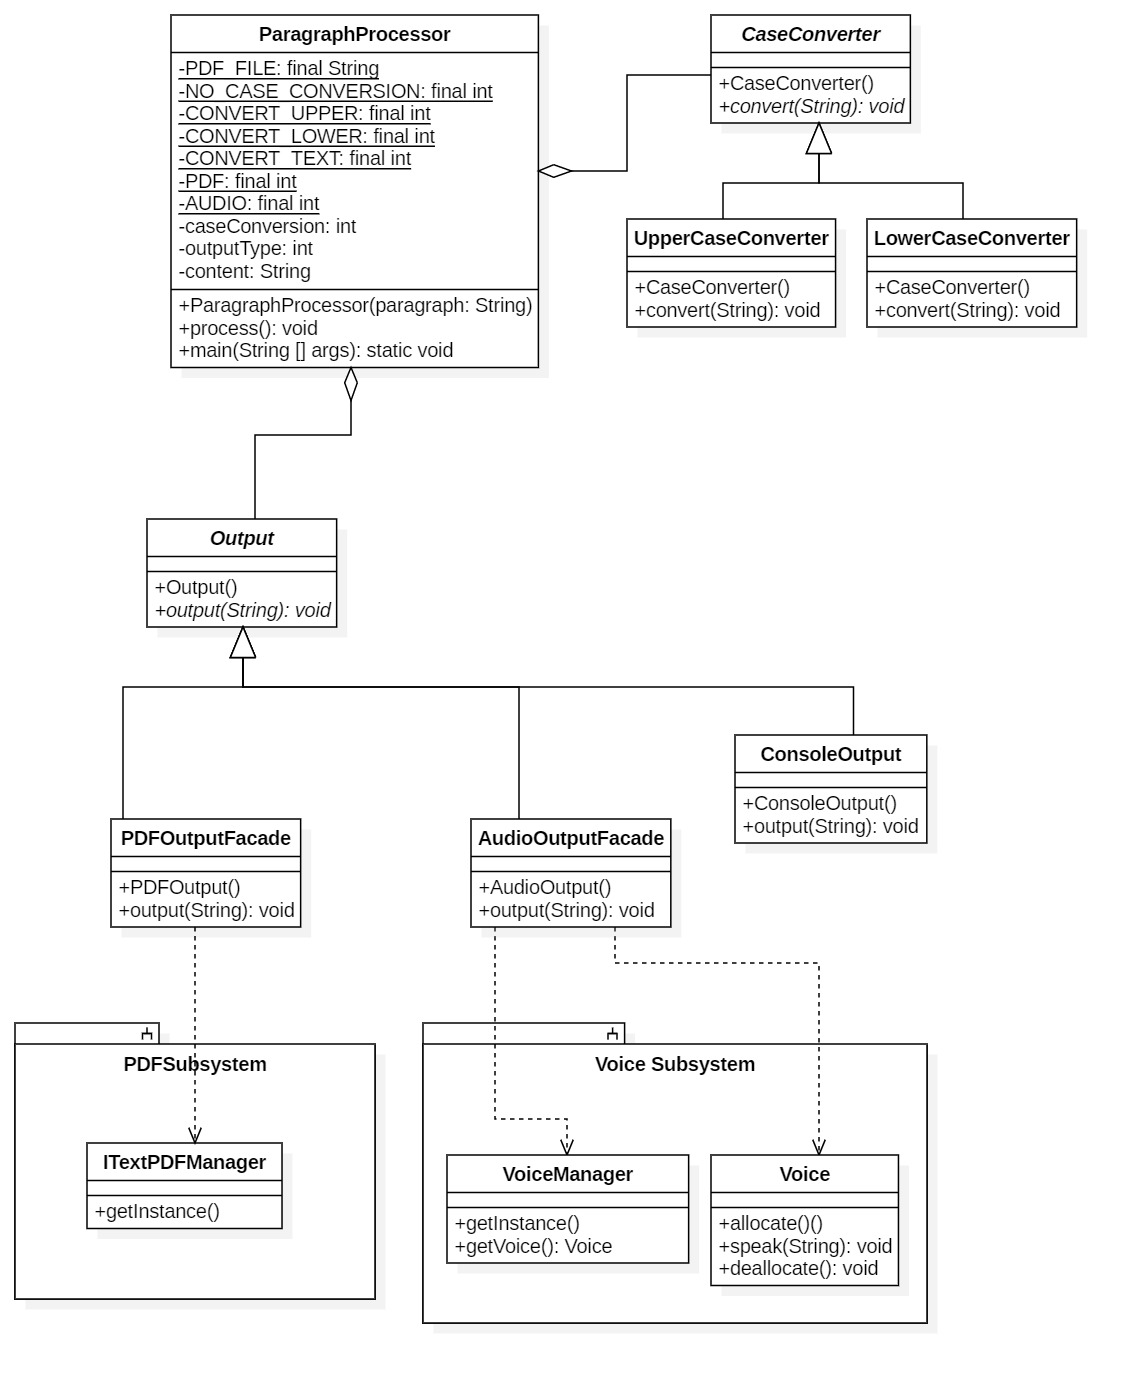 ParagraphProcessor
-PDF_FILE: final String
-NO_CASE_CONVERSION: final int
-CONVERT_UPPER: final int
-CONVERT_LOWER: final int
-CONVERT_TEXT: final int
-PDF: final int
-AUDIO: final int
-caseConversion: int
-outputType: int
-content: String
+ParagraphProcessor(paragraph: String)
+process(): void
+main(String [] args): static void
CaseConverter
+CaseConverter()
+convert(String): void
UpperCaseConverter
+CaseConverter()
+convert(String): void
LowerCaseConverter
+CaseConverter()
+convert(String): void
Output
+Output()
+output(String): void
ConsoleOutput
+ConsoleOutput()
+output(String): void
PDFOutputFacade
+PDFOutput()
+output(String): void
AudioOutputFacade
+AudioOutput()
+output(String): void
PDFSubsystem
ITextPDFManager
+getInstance()
Voice Subsystem
VoiceManager
+getInstance()
+getVoice(): Voice
Voice
+allocate()()
+speak(String): void
+deallocate(): void